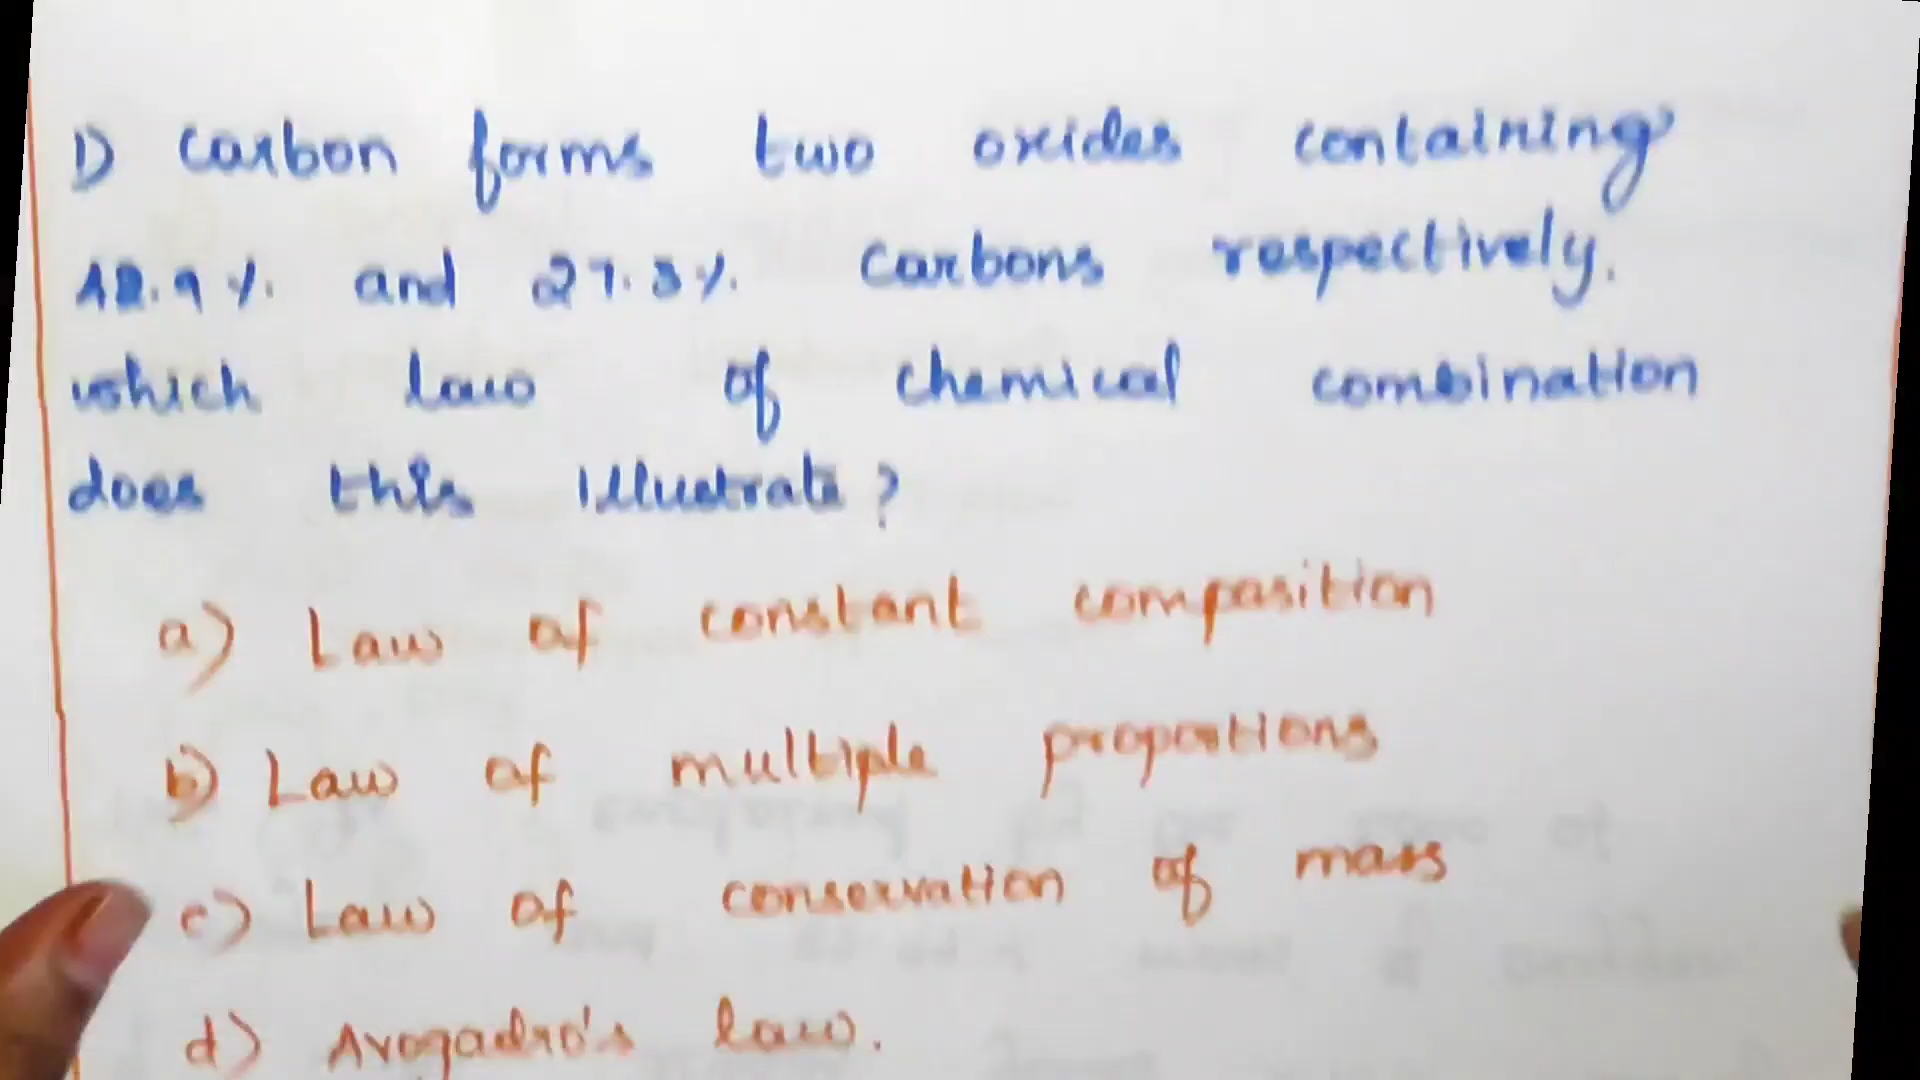 1) carbon forms two oxides containing
42.9 %. and 27.3 %. carbons respectively.
which law of chemical combination
does this illustrate ?
a) Law of constant composition
b) Law of multiple proportions
c) Law of conservation of mass
d) Avogadro's law.